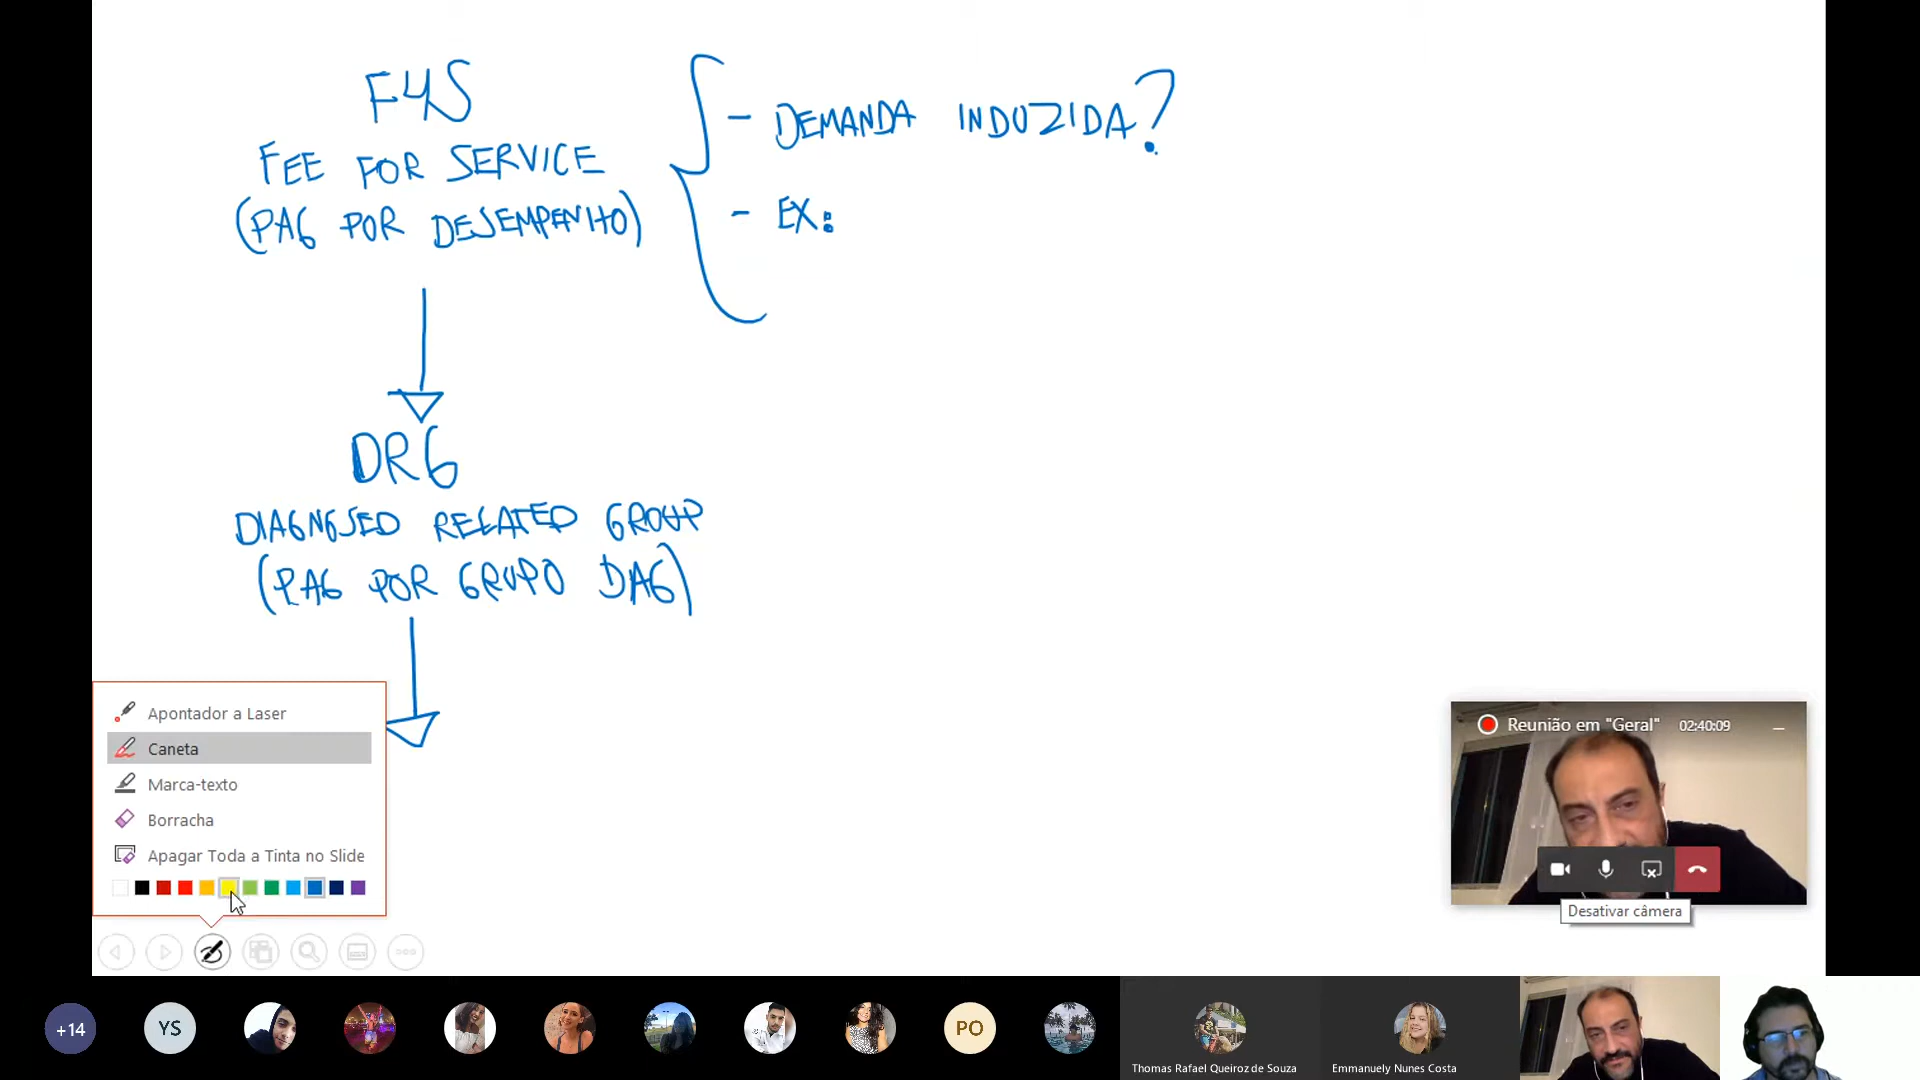 F4S
FEE FOR SERVICE
(PAG POR DESEMPENHO)
- DEMANDA INDUZIDA?
- EX:
DRG
DIAGNSED RELATED GROUP
(PAG POR GRUPO DAG)
Apontador a Laser
Caneta
Marca-texto
Borracha
Apagar Toda a Tinta no Slide
Reunião em "Geral" 02:40:09
Desativar câmera
+14
YS
PO
Thomas Rafael Queiroz de Souza
Emmanuely Nunes Costa